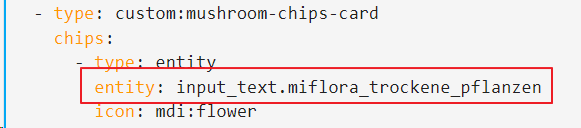 - type: custom:mushroom-chips-card
chips:
- type: entity
entity: input_text.miflora_trockene_pflanzen
icon: mdi:flower